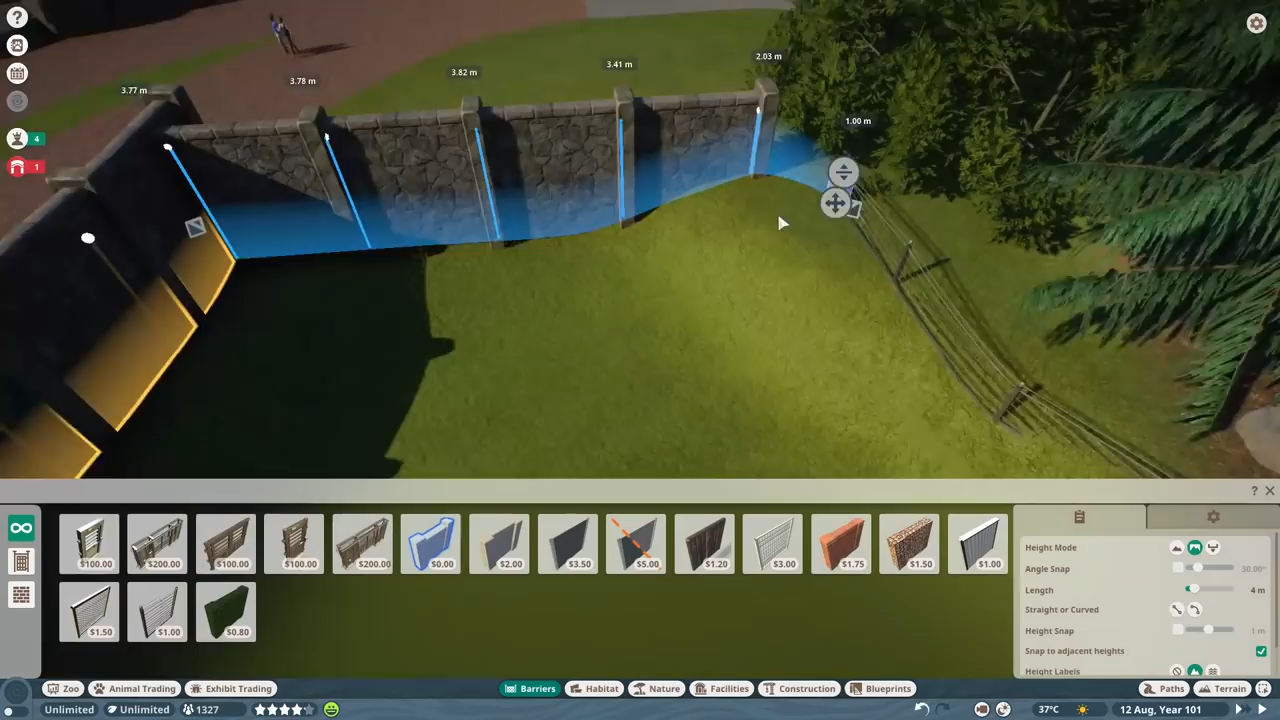 ?
3.77 m
3.78 m
3.82 m
3.41 m
2.03 m
1.00 m
4
1
? ×
$100.00 $200.00 $100.00 $100.00 $200.00 $0.00 $2.00 $3.50 $5.00 $1.20 $3.00 $1.75 $1.50 $1.00
$1.50 $1.00 $0.80
Height Mode
Angle Snap 30.00°
Length 4 m
Straight or Curved
Height Snap 1 m
Snap to adjacent heights
Height Labels
Zoo Animal Trading Exhibit Trading Barriers Habitat Nature Facilities Construction Blueprints Paths Terrain
Unlimited Unlimited 1327 37°C 12 Aug, Year 101